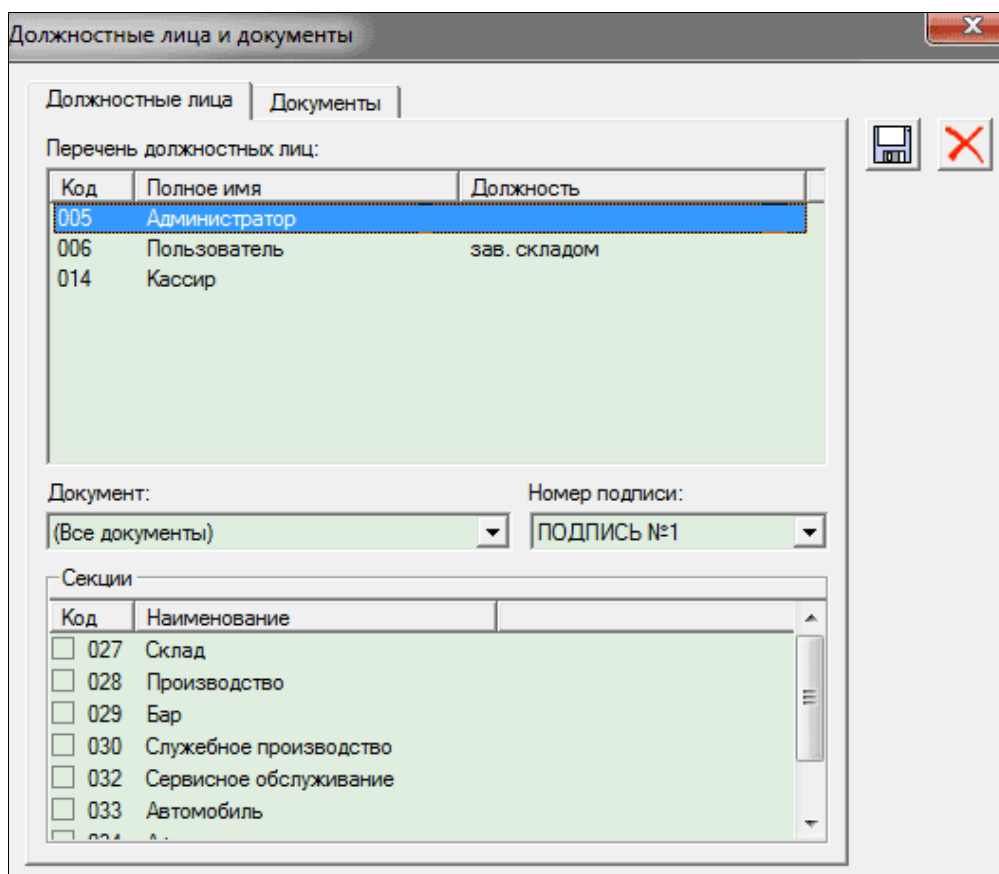 Должностные лица и документы
Должностные лица Документы
Перечень должностных лиц:
Код Полное имя Должность
005 Администратор
006 Пользователь зав. складом
014 Кассир
Документ: Номер подписи:
(Все документы) ПОДПИСЬ №1
Секции
Код Наименование
027 Склад
028 Производство
029 Бар
030 Служебное производство
032 Сервисное обслуживание
033 Автомобиль